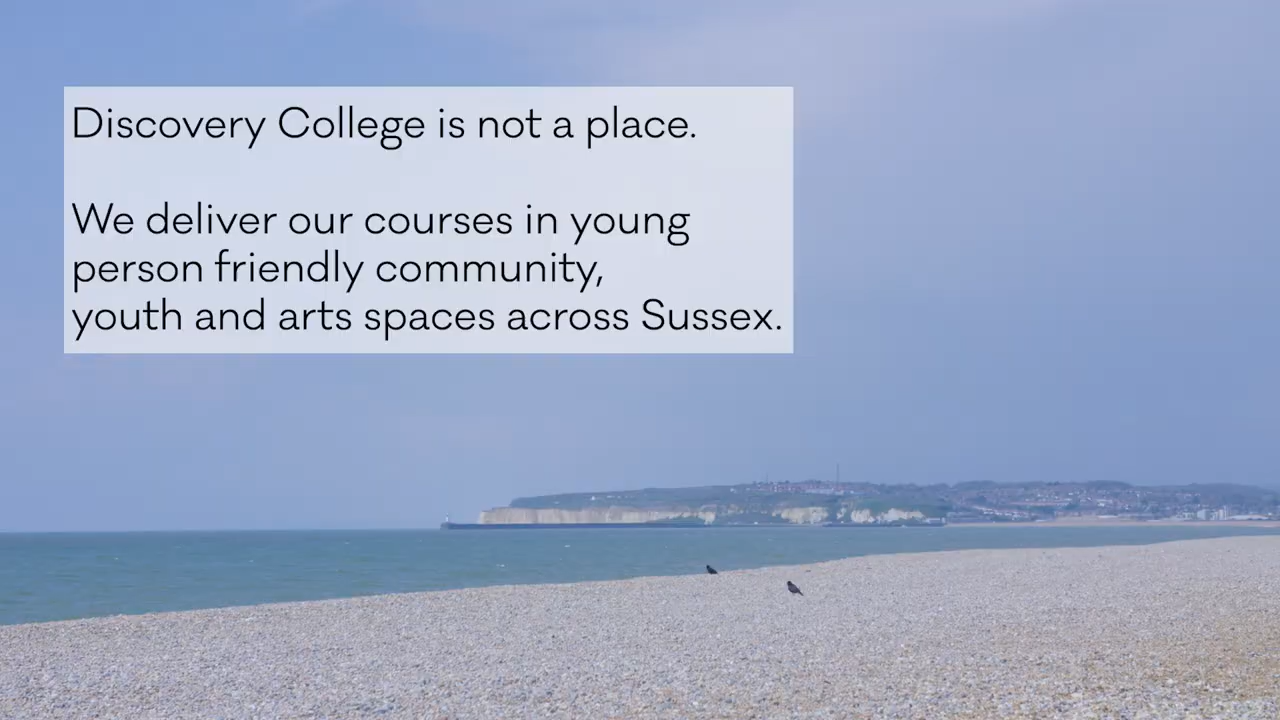 Discovery College is not a place.
We deliver our courses in young
person friendly community,
youth and arts spaces across Sussex.